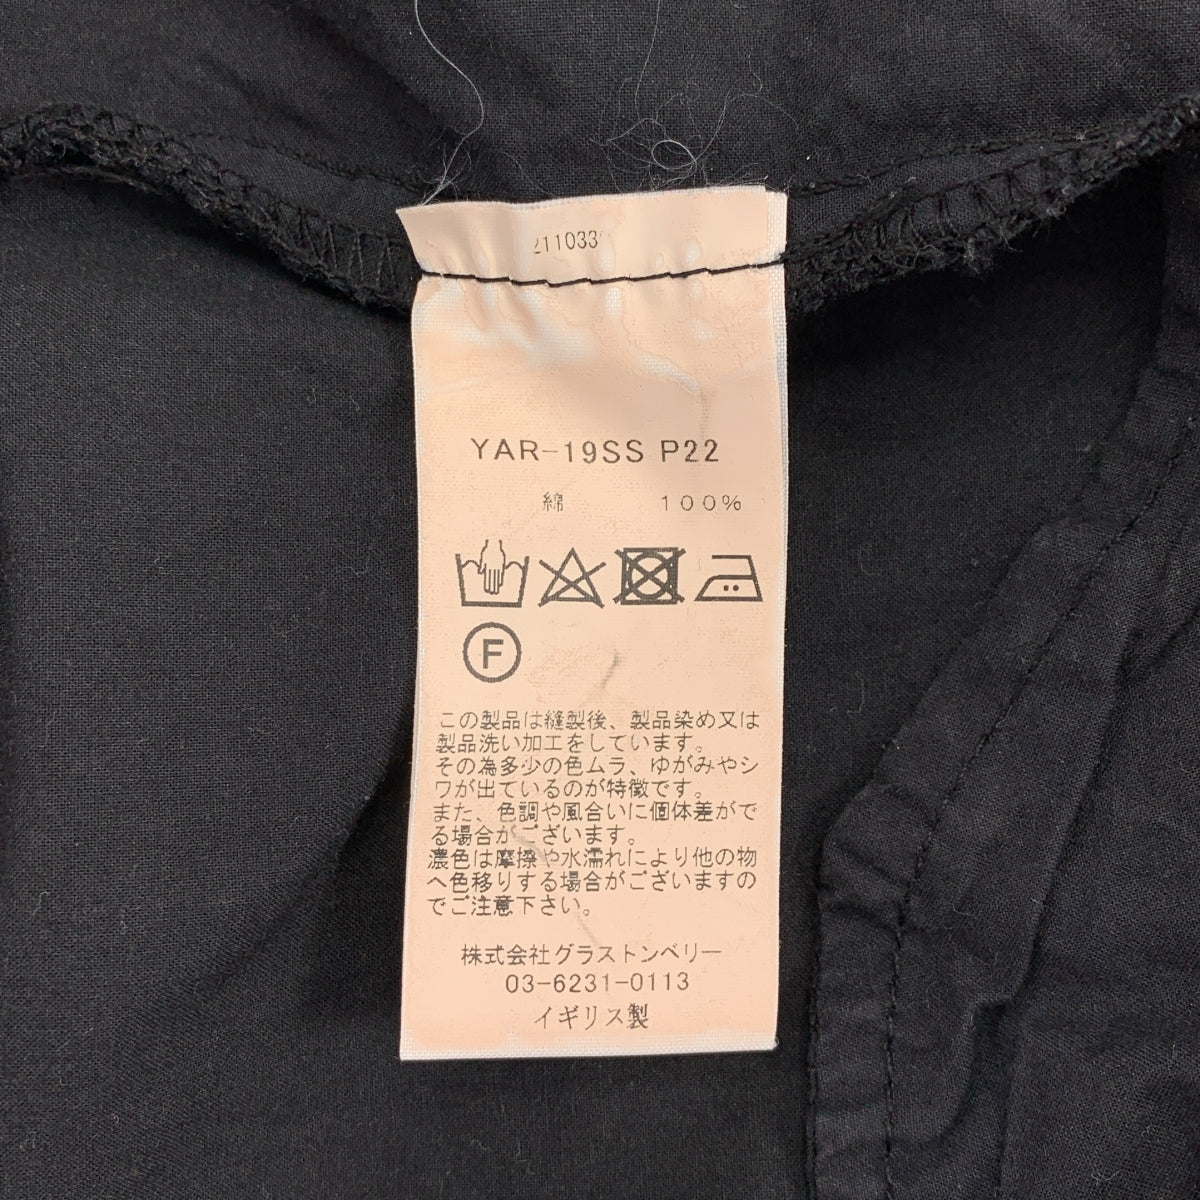 211033
YAR-19SS P22
綿 100%
F
この製品は縫製後、製品染め又は
製品洗い加工をしています。
その為多少の色ムラ、ゆがみやシ
ワが出ているのが特徴です。
また、色調や風合いに個体差がで
る場合がございます。
濃色は摩擦や水濡れにより他の物
へ色移りする場合がございますの
でご注意下さい。
株式会社グラストンベリー
03-6231-0113
イギリス製